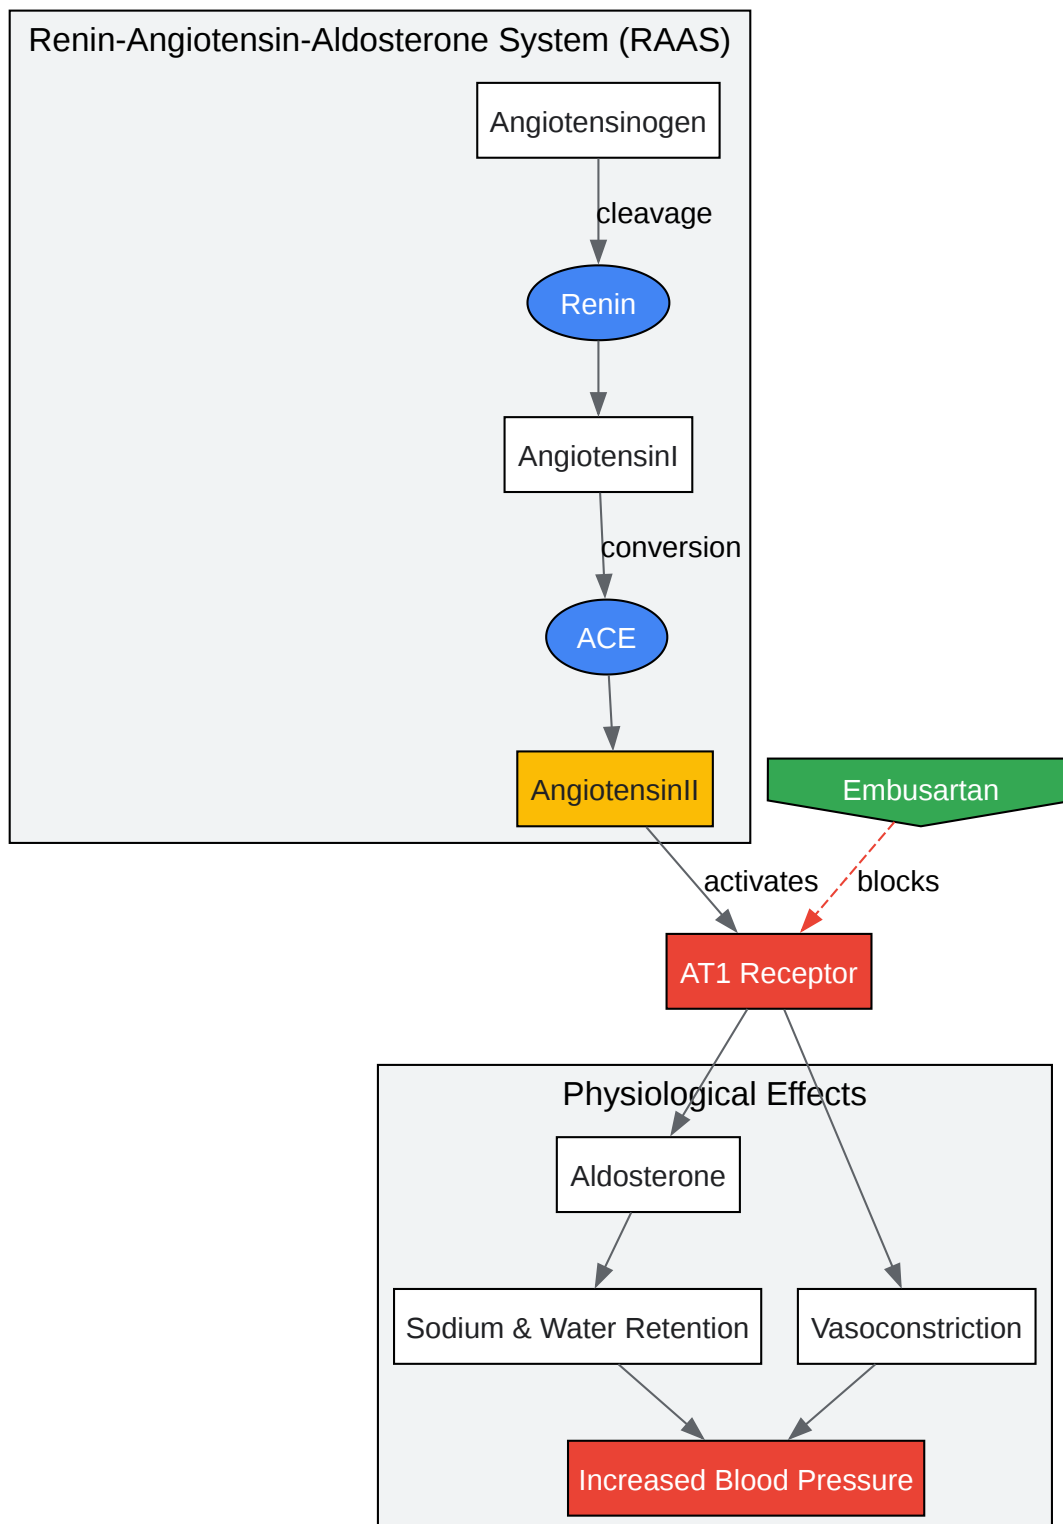 Renin-Angiotensin-Aldosterone System (RAAS)
Angiotensinogen
cleavage
Renin
AngiotensinI
conversion
ACE
AngiotensinII
Embusartan
activates
blocks
AT1 Receptor
Physiological Effects
Aldosterone
Sodium & Water Retention
Vasoconstriction
Increased Blood Pressure